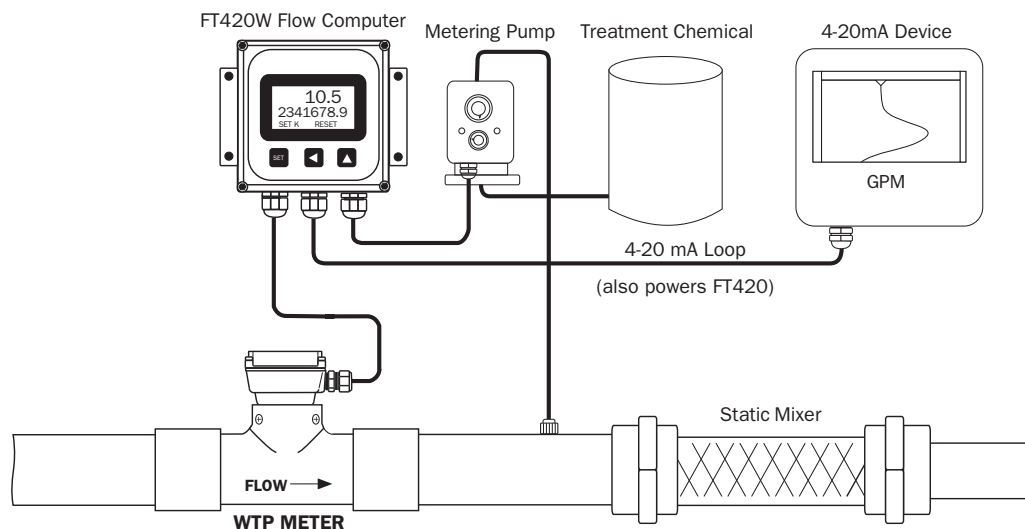 FT420W Flow Computer
Metering Pump
Treatment Chemical
4-20mA Device
10.5
2341678.9
SET K RESET
SET
GPM
4-20 mA Loop
(also powers FT420)
Static Mixer
FLOW
WTP METER